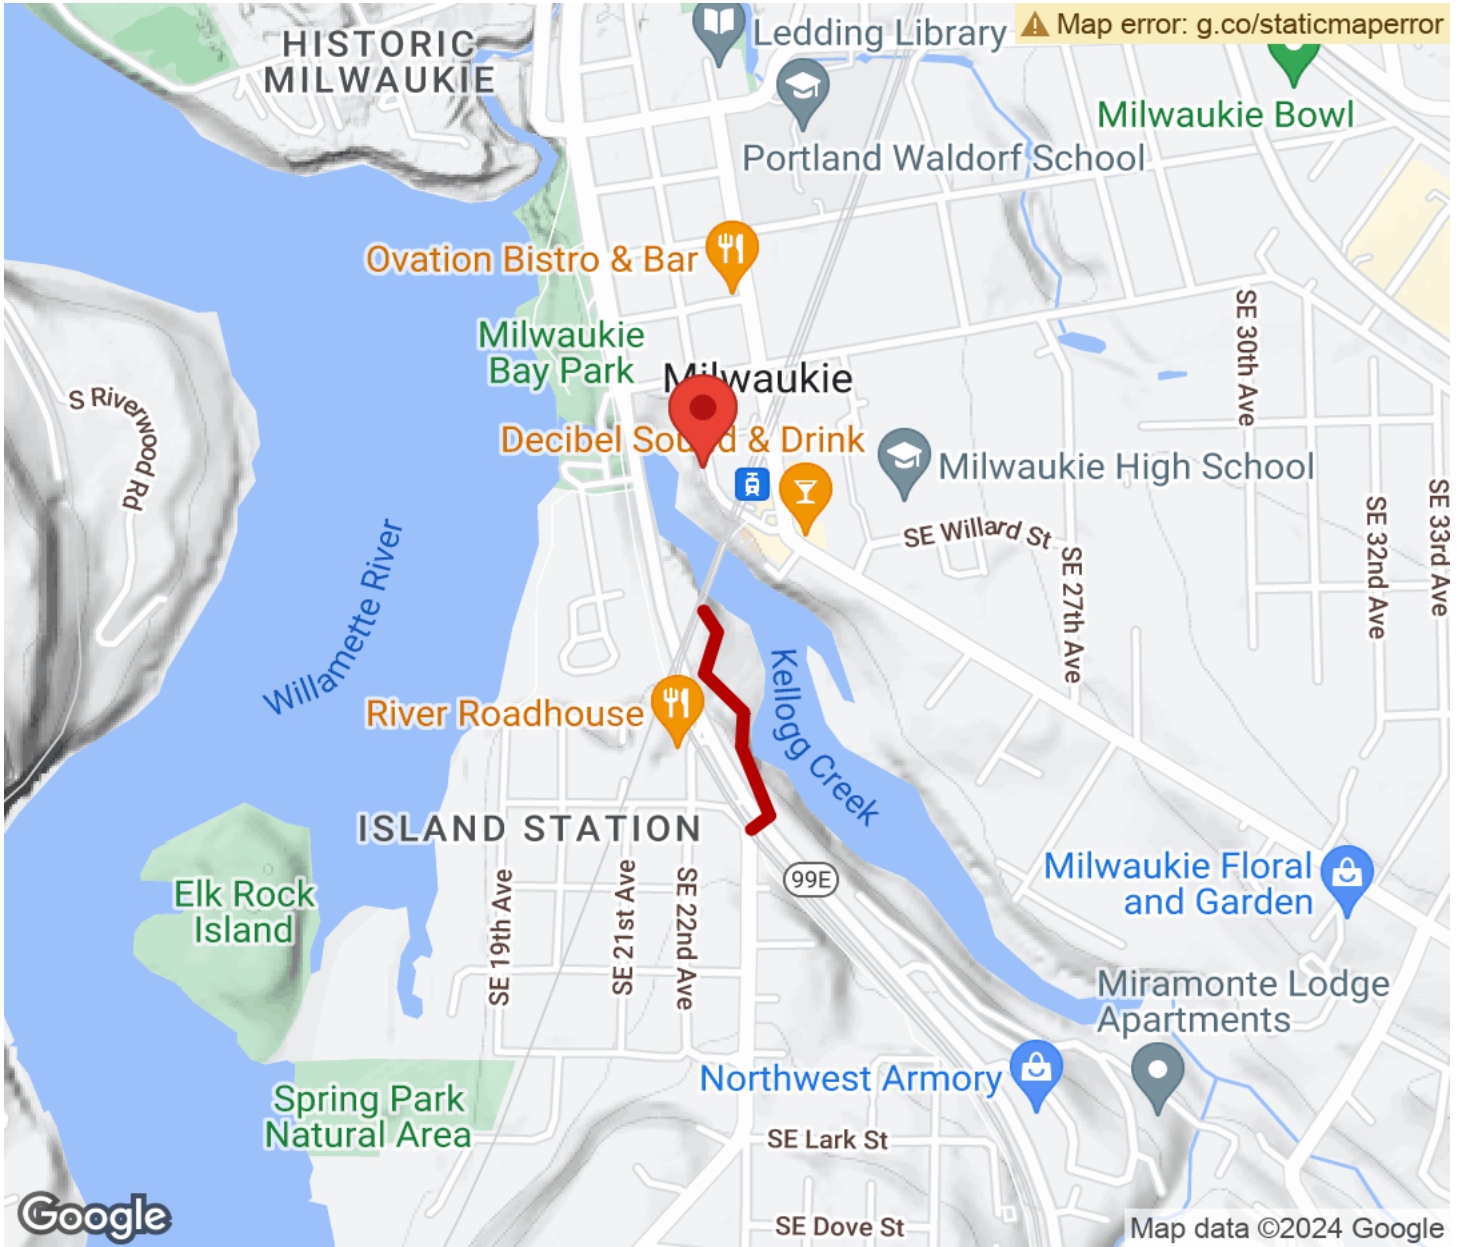 Map error: g.co/staticmaperror
HISTORIC
MILWAUKIE
Ledding Library
Milwaukie Bowl
Portland Waldorf School
Ovation Bistro & Bar
Milwaukie
Bay Park
SE 30th Ave
Milwaukie
S Riverwood Rd
Decibel Sound & Drink
Milwaukie High School
SE Willard St
SE 27th Ave
SE 32nd Ave
SE 33rd Ave
Willamette River
River Roadhouse
Kellogg Creek
ISLAND STATION
99E
Milwaukie Floral
and Garden
Elk Rock
Island
SE 19th Ave
SE 21st Ave
SE 22nd Ave
Miramonte Lodge
Apartments
Northwest Armory
Spring Park
Natural Area
SE Lark St
SE Dove St
Google
Map data ©2024 Google